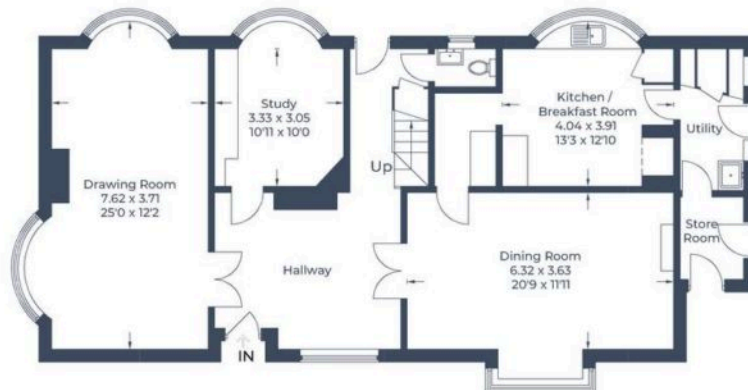 Drawing Room
7.62 x 3.71
25'0 x 12'2
Study
3.33 x 3.05
10'11 x 10'0
Hallway
IN
Up
Kitchen /
Breakfast Room
4.04 x 3.91
13'3 x 12'10
Utility
Dining Room
6.32 x 3.63
20'9 x 11'11
Store
Room